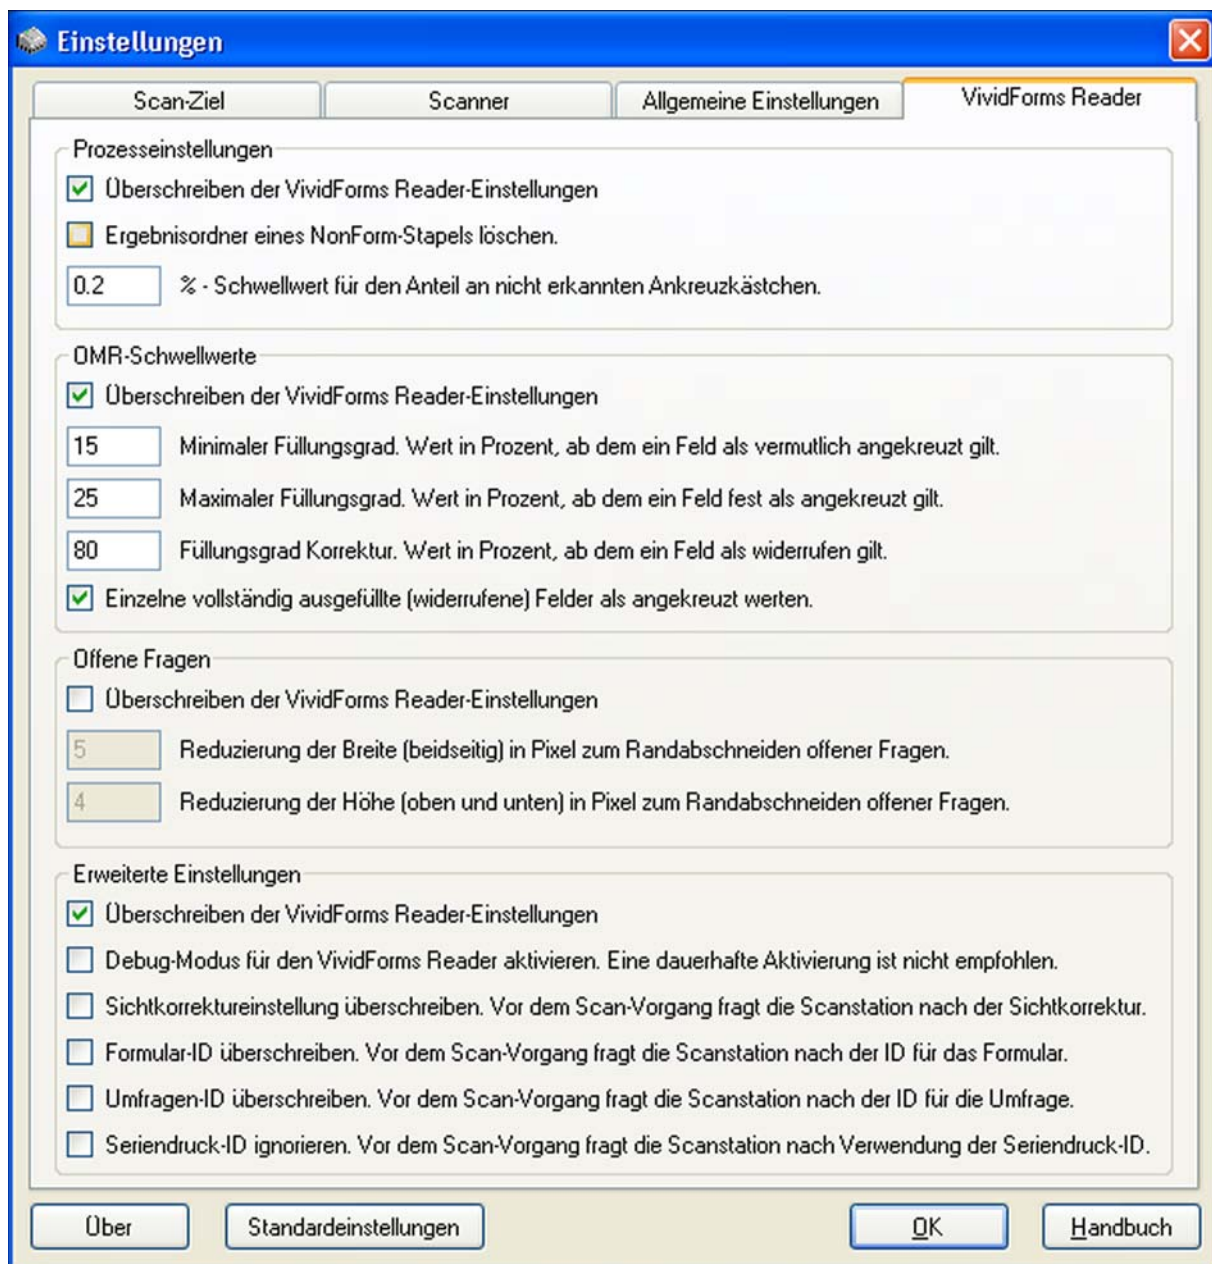 Einstellungen
Scan-Ziel
Scanner
Allgemeine Einstellungen
VividForms Reader
Prozesseinstellungen
Überschreiben der VividForms Reader-Einstellungen
Ergebnisordner eines NonForm-Stapels löschen.
0.2 % - Schwellwert für den Anteil an nicht erkannten Ankreuzkästchen.
OMR-Schwellwerte
Überschreiben der VividForms Reader-Einstellungen
15 Minimaler Füllungsgrad. Wert in Prozent, ab dem ein Feld als vermutlich angekreuzt gilt.
25 Maximaler Füllungsgrad. Wert in Prozent, ab dem ein Feld fest als angekreuzt gilt.
80 Füllungsgrad Korrektur. Wert in Prozent, ab dem ein Feld als widerrufen gilt.
Einzelne vollständig ausgefüllte (widerrufene) Felder als angekreuzt werten.
Offene Fragen
Überschreiben der VividForms Reader-Einstellungen
5 Reduzierung der Breite (beidseitig) in Pixel zum Randabschneiden offener Fragen.
4 Reduzierung der Höhe (oben und unten) in Pixel zum Randabschneiden offener Fragen.
Erweiterte Einstellungen
Überschreiben der VividForms Reader-Einstellungen
Debug-Modus für den VividForms Reader aktivieren. Eine dauerhafte Aktivierung ist nicht empfohlen.
Sichtkorrektureinstellung überschreiben. Vor dem Scan-Vorgang fragt die Scanstation nach der Sichtkorrektur.
Formular-ID überschreiben. Vor dem Scan-Vorgang fragt die Scanstation nach der ID für das Formular.
Umfragen-ID überschreiben. Vor dem Scan-Vorgang fragt die Scanstation nach der ID für die Umfrage.
Seriendruck-ID ignorieren. Vor dem Scan-Vorgang fragt die Scanstation nach Verwendung der Seriendruck-ID.
Über
Standardeinstellungen
OK
Handbuch